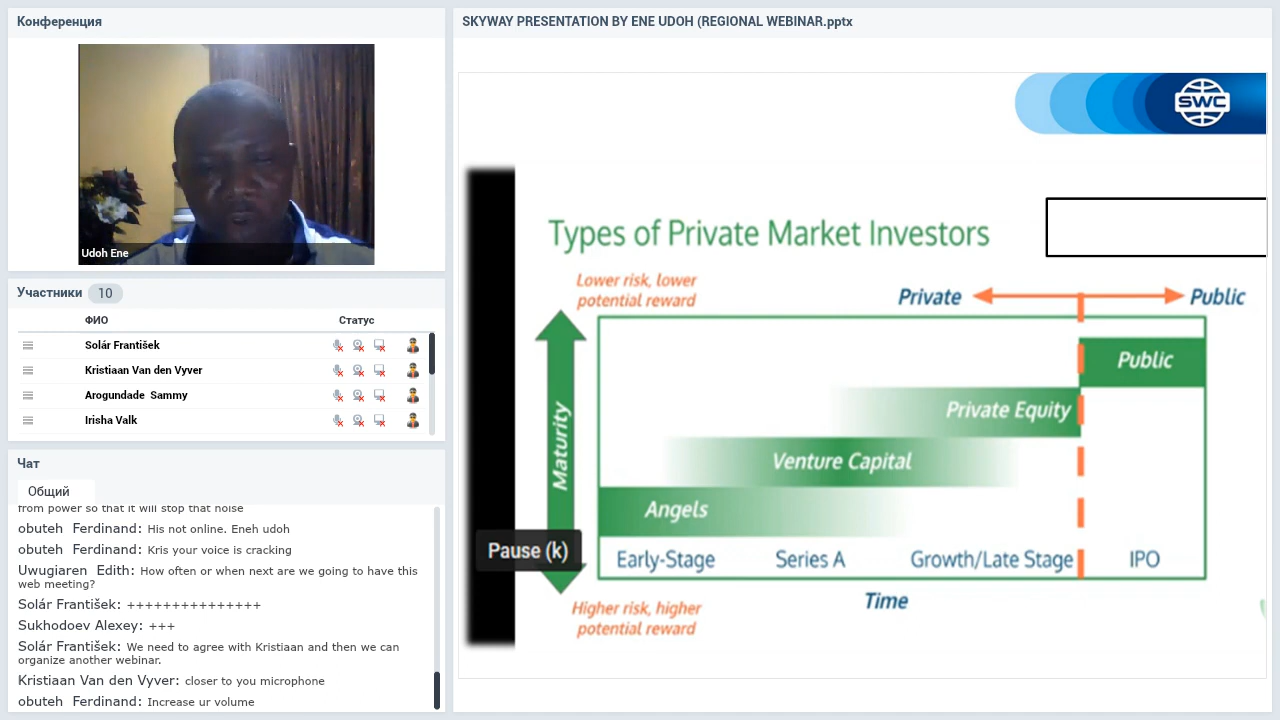 Конференция
Udoh Ene
Участники 10
ФИО Статус
Solár František
Kristiaan Van den Vyver
Arogundade Sammy
Irisha Valk
Чат
Общий
from power so that it will stop that noise
obuteh Ferdinand: His not online. Eneh udoh
obuteh Ferdinand: Kris your voice is cracking
Uwugiaren Edith: How often or when next are we going to have this
web meeting?
Solár František: +++++++++++++++
Sukhodoev Alexey: +++
Solár František: We need to agree with Kristiaan and then we can
organize another webinar.
Kristiaan Van den Vyver: closer to you microphone
obuteh Ferdinand: Increase ur volume
SKYWAY PRESENTATION BY ENE UDOH (REGIONAL WEBINAR.pptx
SWC
Types of Private Market Investors
Lower risk, lower
potential reward
Private Public
Maturity
Public
Private Equity
Venture Capital
Angels
Pause (k)
Early-Stage Series A Growth/Late Stage IPO
Time
Higher risk, higher
potential reward